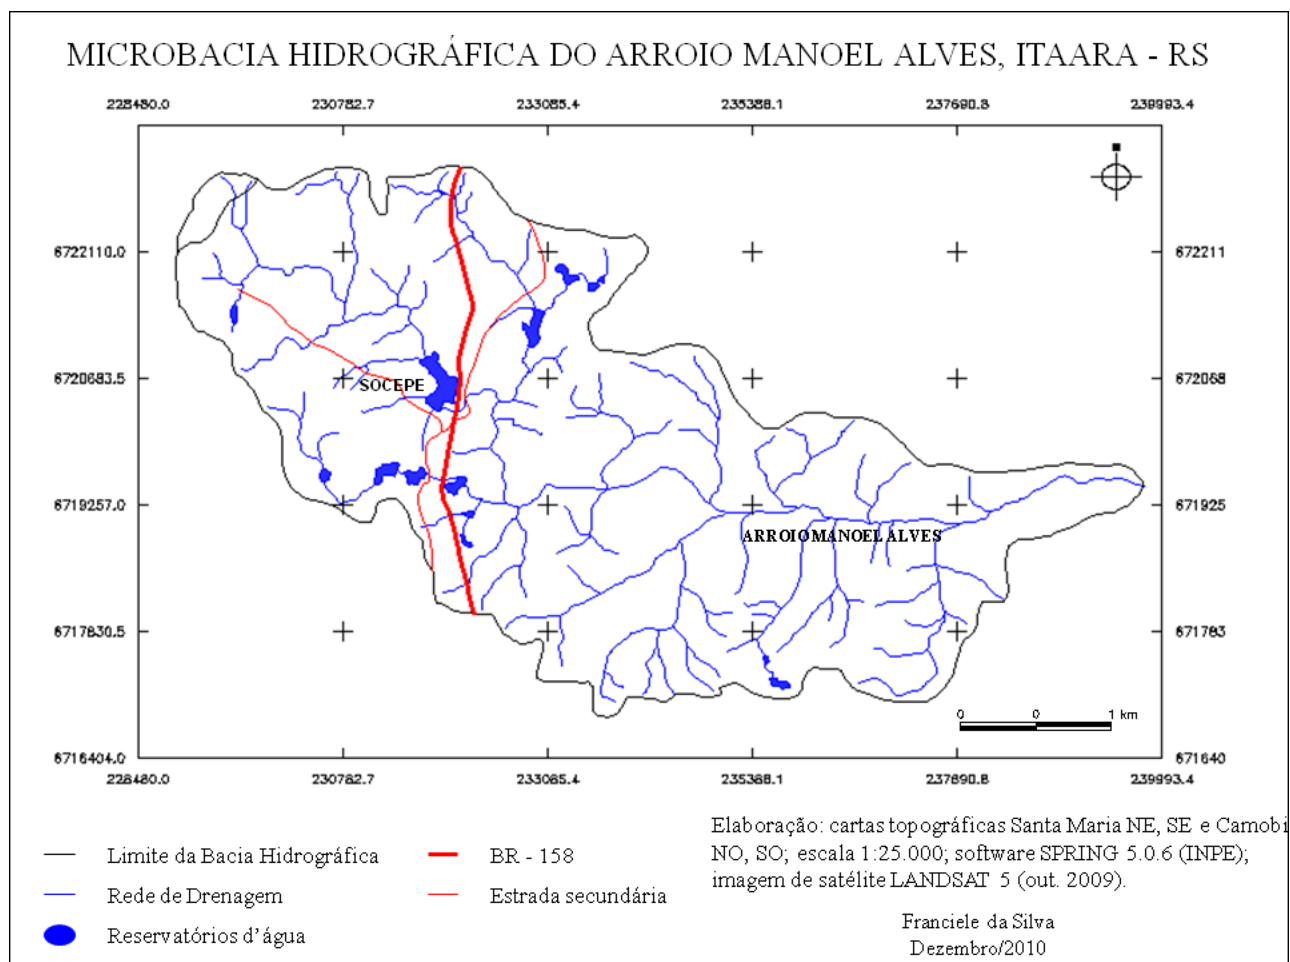 MICROBACIA HIDROGRÁFICA DO ARROIO MANOEL ALVES, ITAARA - RS
228480.0 230782.7 233085.4 235388.1 237690.8 239993.4
6722110.0 672211
6720683.5 672068
SOCEPE
6719257.0 671925
ARROIO MANOEL ALVES
6717830.5 671783
0 0 1 km
6716404.0 671640
228480.0 230782.7 233085.4 235388.1 237690.8 239993.4
Limite da Bacia Hidrográfica
Rede de Drenagem
Reservatórios d’água
BR - 158
Estrada secundária
Elaboração: cartas topográficas Santa Maria NE, SE e Camobi
NO, SO; escala 1:25.000; software SPRING 5.0.6 (INPE);
imagem de satélite LANDSAT 5 (out. 2009).
Franciele da Silva
Dezembro/2010